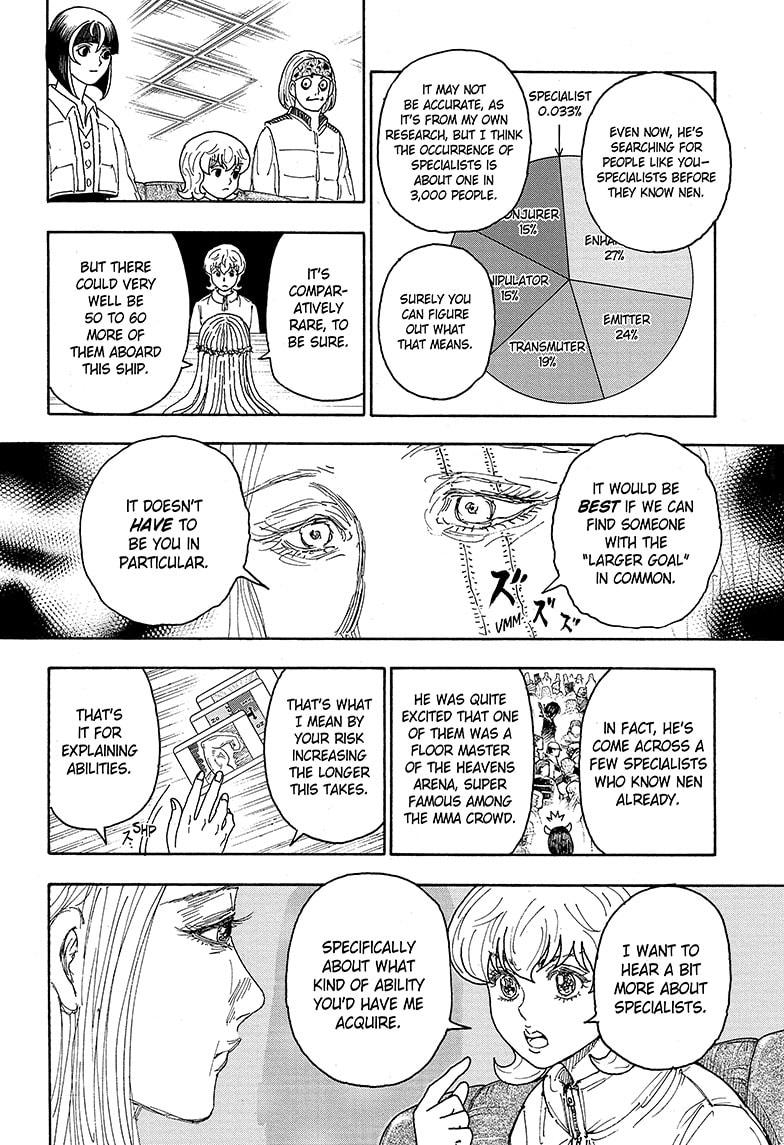 EVEN NOW, HE'S
SEARCHING FOR
PEOPLE LIKE YOU–
SPECIALISTS BEFORE
THEY KNOW NEN.
SPECIALIST
0.033%
IT MAY NOT
BE ACCURATE, AS
IT'S FROM MY OWN
RESEARCH, BUT I THINK
THE OCCURRENCE OF
SPECIALISTS IS
ABOUT ONE IN
3,000 PEOPLE.
15%
27%
15%
EMITTER
24%
TRANSMUTER
19%
SURELY YOU
CAN FIGURE
OUT WHAT
THAT MEANS.
IT'S
COMPAR-
ATIVELY
RARE, TO
BE SURE.
BUT THERE
COULD VERY
WELL BE
50 TO 60
MORE OF
THEM ABOARD
THIS SHIP.
IT WOULD BE
BEST IF WE CAN
FIND SOMEONE
WITH THE
"LARGER GOAL"
IN COMMON.
ズ
ズ
ズ
VMM
IT DOESN'T
HAVE TO
BE YOU IN
PARTICULAR.
IN FACT, HE'S
COME ACROSS A
FEW SPECIALISTS
WHO KNOW NEN
ALREADY.
HE WAS QUITE
EXCITED THAT ONE
OF THEM WAS A
FLOOR MASTER
OF THE HEAVENS
ARENA, SUPER
FAMOUS AMONG
THE MMA CROWD.
THAT'S WHAT
I MEAN BY
YOUR RISK
INCREASING
THE LONGER
THIS TAKES.
THAT'S
IT FOR
EXPLAINING
ABILITIES.
SHP
I WANT TO
HEAR A BIT
MORE ABOUT
SPECIALISTS.
SPECIFICALLY
ABOUT WHAT
KIND OF ABILITY
YOU'D HAVE ME
ACQUIRE.